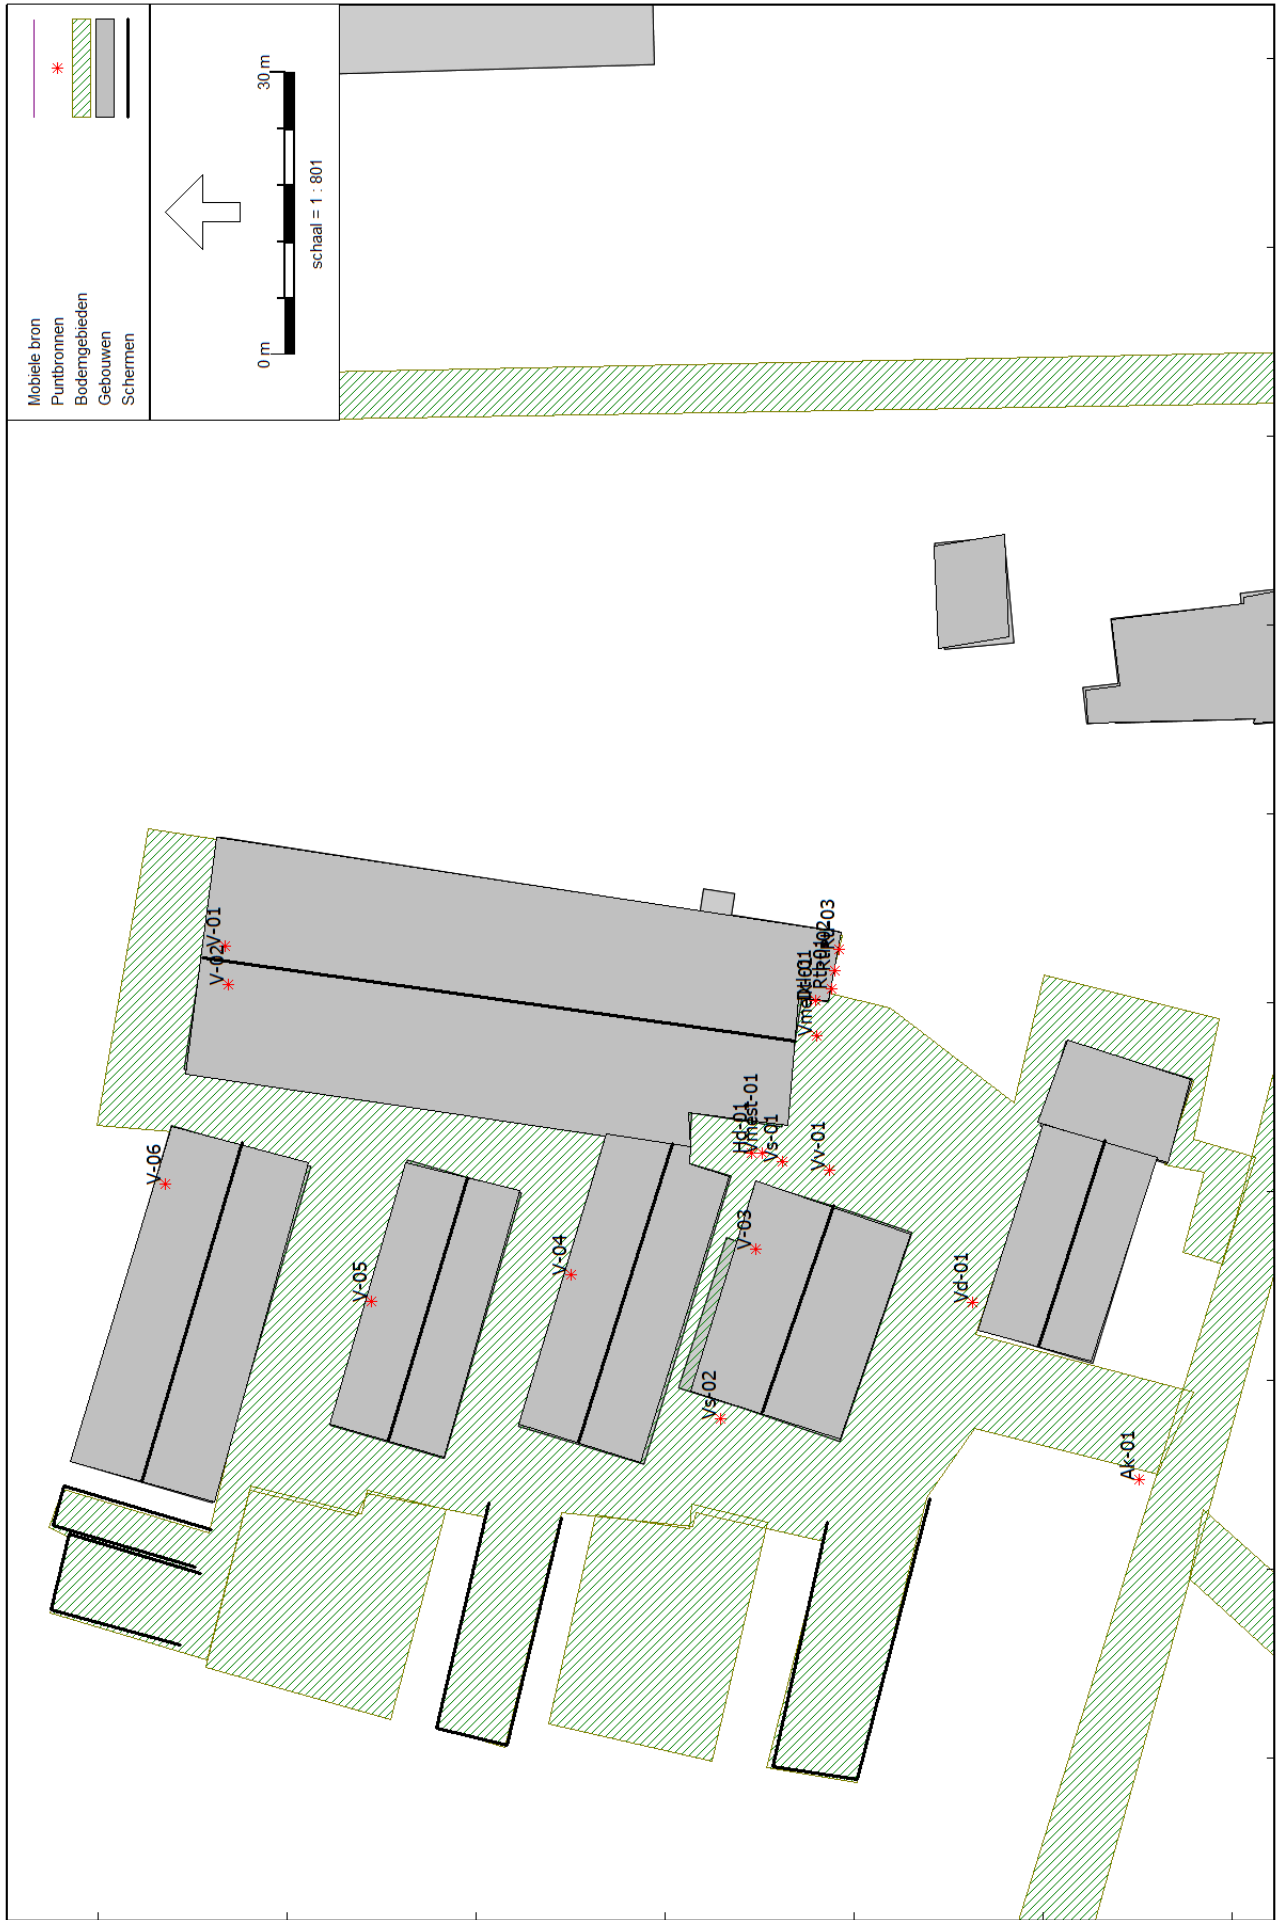 Mobiele bron
Puntbronnen
Bodemgebieden
Gebouwen
Schermen
0 m
30 m
schaal = 1 : 801
V-01
V-02
V-06
V-05
V-04
V-03
Vs-02
Hd-01
Vmest-01
Vs-01
Vv-01
Vd-01
Ak-01